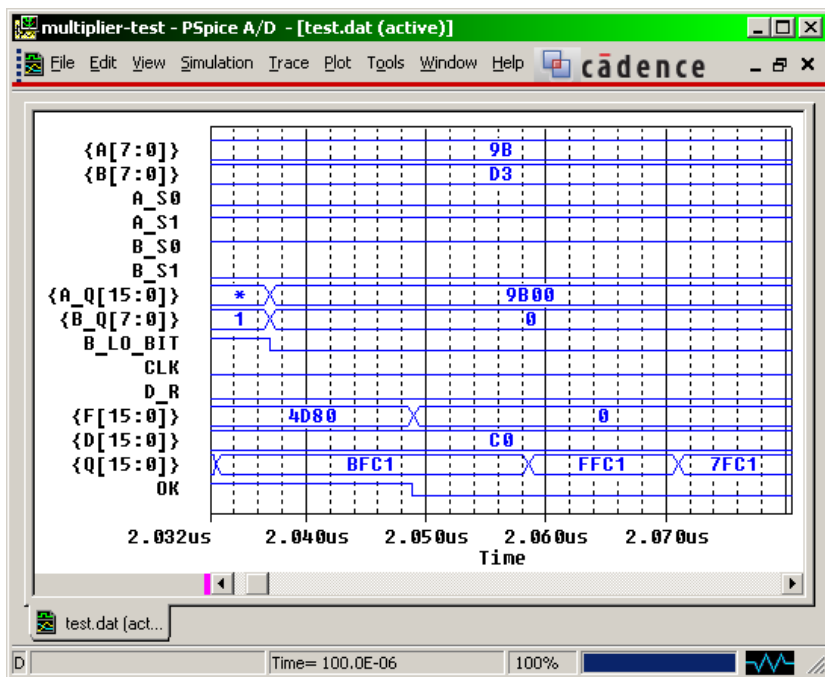 multiplier-test - PSpice A/D - [test.dat (active)]
File Edit View Simulation Trace Plot Tools Window Help cādence
{A[7:0]} 9B
{B[7:0]} D3
A_S0
A_S1
B_S0
B_S1
{A_Q[15:0]} * 9B00
{B_Q[7:0]} 1 0
B_LO_BIT
CLK
D_R
{F[15:0]} 4D80 0
{D[15:0]} C0
{Q[15:0]} BFC1 FFC1 7FC1
OK
2.032us 2.040us 2.050us 2.060us 2.070us
Time
test.dat (act...
D Time= 100.0E-06 100%